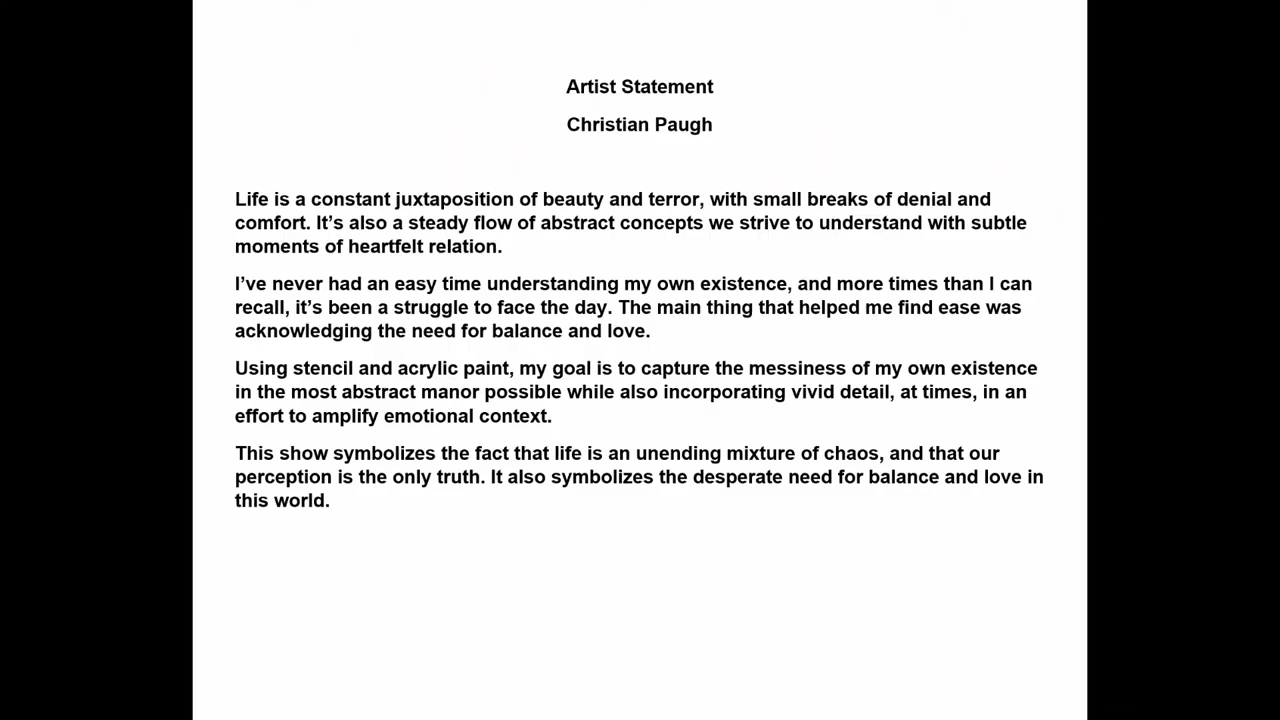 Artist Statement
Christian Paugh
Life is a constant juxtaposition of beauty and terror, with small breaks of denial and
comfort. It’s also a steady flow of abstract concepts we strive to understand with subtle
moments of heartfelt relation.
I’ve never had an easy time understanding my own existence, and more times than I can
recall, it’s been a struggle to face the day. The main thing that helped me find ease was
acknowledging the need for balance and love.
Using stencil and acrylic paint, my goal is to capture the messiness of my own existence
in the most abstract manor possible while also incorporating vivid detail, at times, in an
effort to amplify emotional context.
This show symbolizes the fact that life is an unending mixture of chaos, and that our
perception is the only truth. It also symbolizes the desperate need for balance and love in
this world.